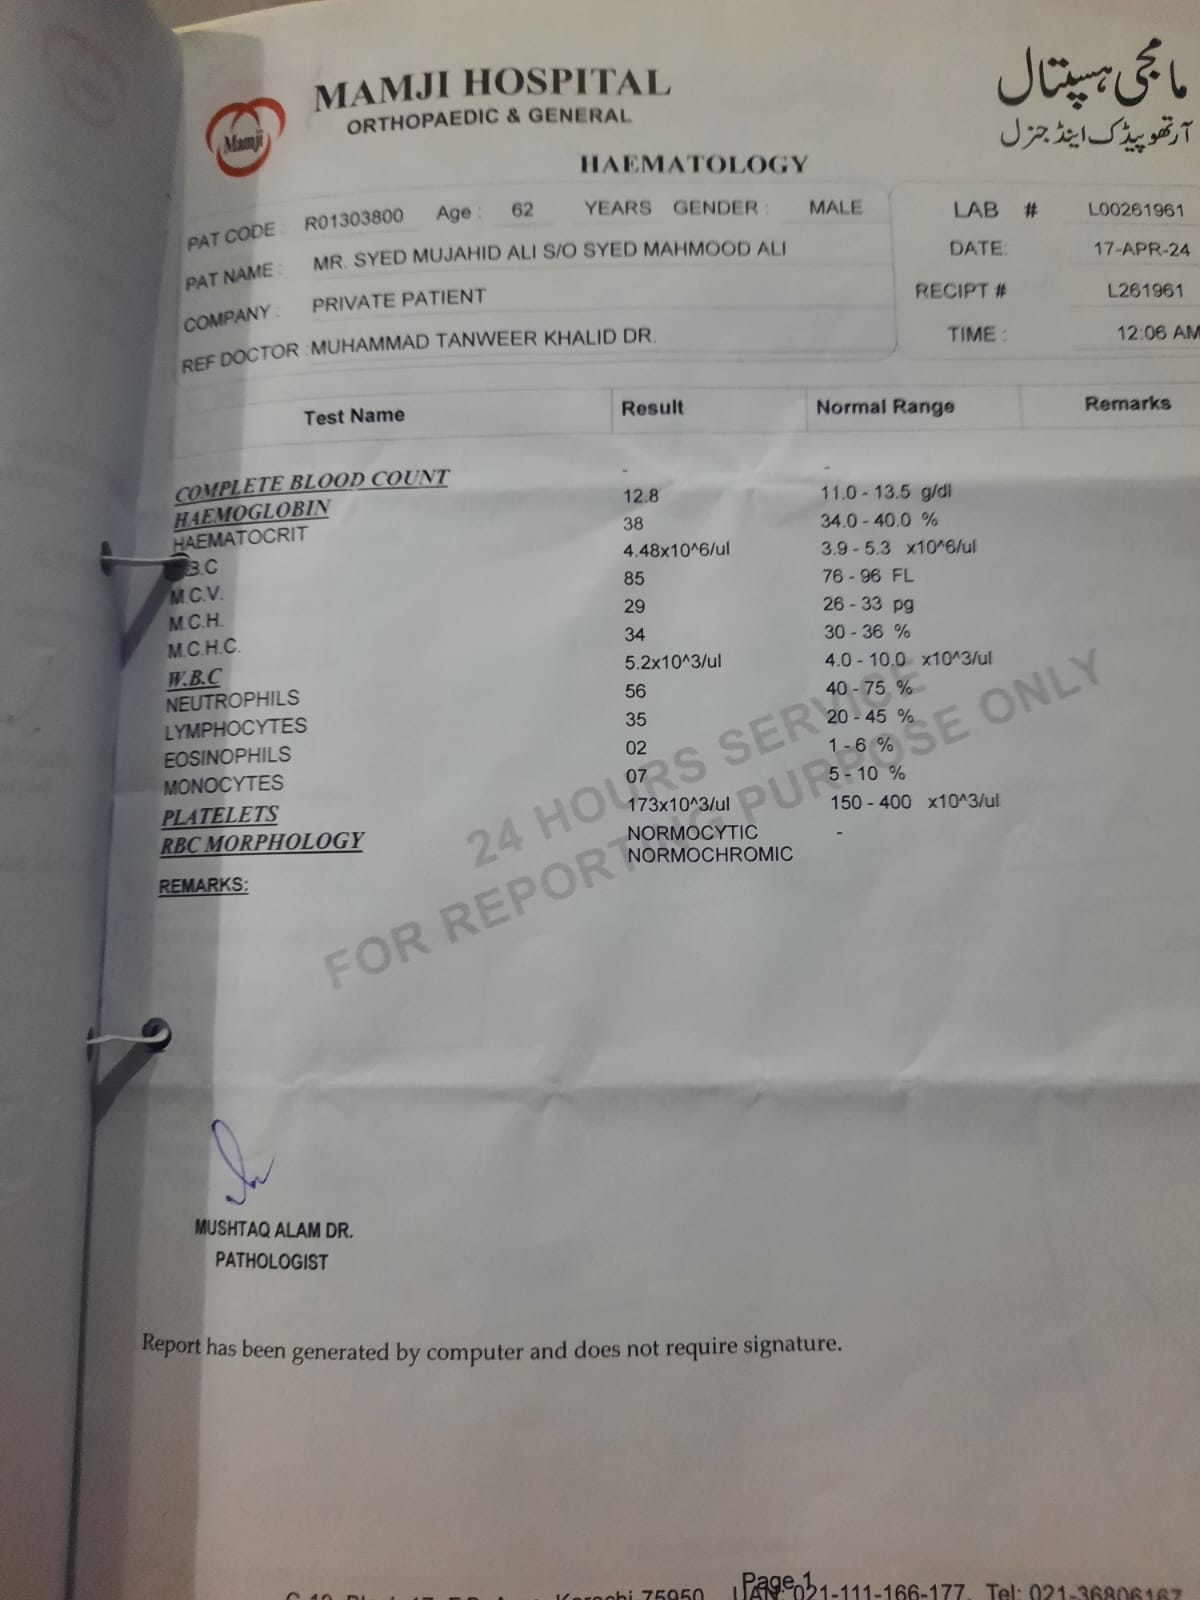 MAMJI HOSPITAL
ORTHOPAEDIC & GENERAL
مامجی ہسپتال
آرتھوپیڈک اینڈ جنرل
Mamji
HAEMATOLOGY
PAT CODE : R01303800 Age : 62 YEARS GENDER : MALE
PAT NAME : MR. SYED MUJAHID ALI S/O SYED MAHMOOD ALI
COMPANY : PRIVATE PATIENT
REF DOCTOR : MUHAMMAD TANWEER KHALID DR.
LAB # L00261961
DATE: 17-APR-24
RECIPT # L261961
TIME : 12:06 AM
Test Name Result Normal Range Remarks
COMPLETE BLOOD COUNT - -
HAEMOGLOBIN 12.8 11.0 - 13.5 g/dl
HAEMATOCRIT 38 34.0 - 40.0 %
.B.C 4.48x10^6/ul 3.9 - 5.3 x10^6/ul
M.C.V. 85 76 - 96 FL
M.C.H. 29 26 - 33 pg
M.C.H.C. 34 30 - 36 %
W.B.C 5.2x10^3/ul 4.0 - 10.0 x10^3/ul
NEUTROPHILS 56 40 - 75 %
LYMPHOCYTES 35 20 - 45 %
EOSINOPHILS 02 1 - 6 %
MONOCYTES 07 5 - 10 %
PLATELETS 173x10^3/ul 150 - 400 x10^3/ul
RBC MORPHOLOGY NORMOCYTIC -
NORMOCHROMIC
REMARKS:
24 HOURS SERVICE
FOR REPORTING PURPOSE ONLY
MUSHTAQ ALAM DR.
PATHOLOGIST
Report has been generated by computer and does not require signature.
Page 1
Karachi 75950 UAN: 021-111-166-177, Tel: 021-36806167